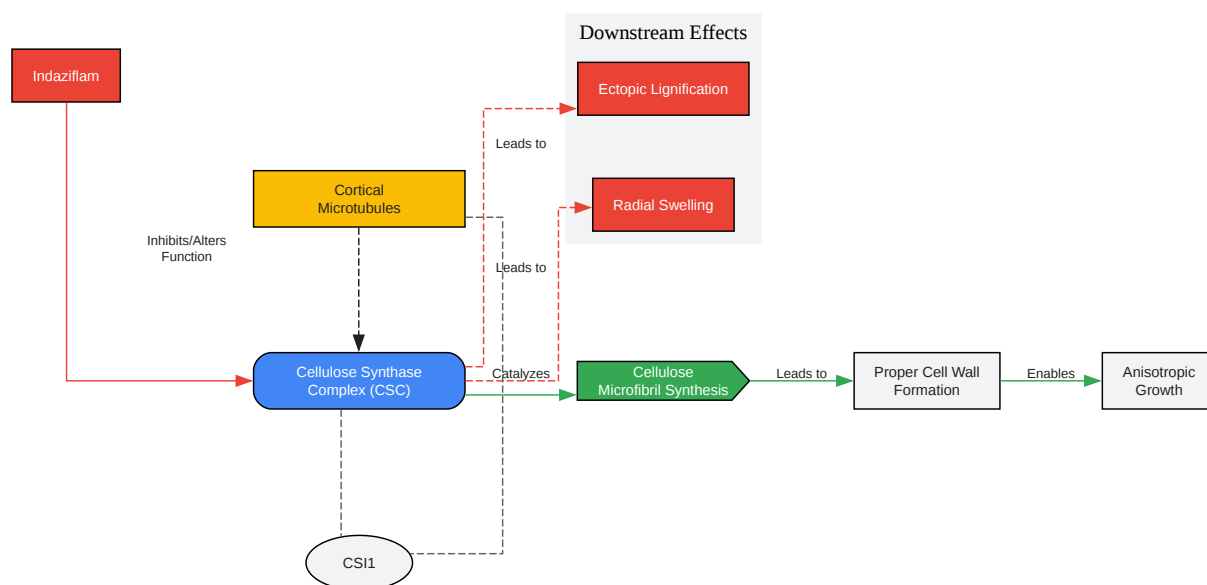 Downstream Effects
Indaziflam
Ectopic Lignification
Leads to
Cortical
Microtubules
Radial Swelling
Inhibits/Alters
Function
Leads to
Cellulose Synthase
Complex (CSC)
Catalyzes
Cellulose
Microfibril Synthesis
Leads to
Proper Cell Wall
Formation
Enables
Anisotropic
Growth
CSI1